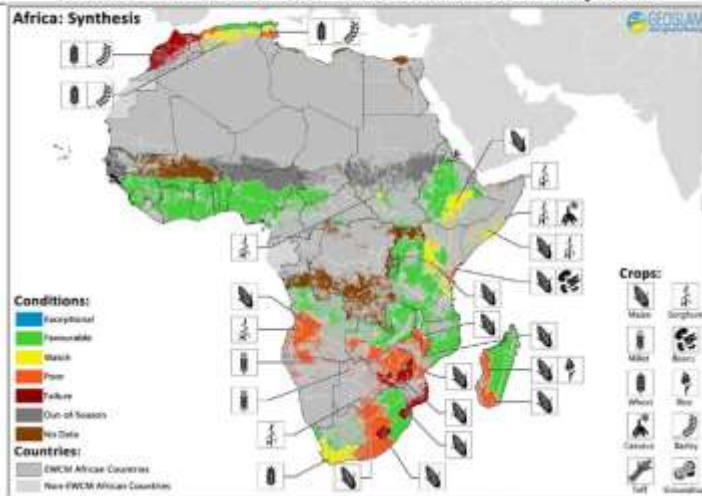 Africa: Synthesis
GEOGLAM
Conditions:
Exceptional
Favourable
Watch
Poor
Failure
Out-of-Season
No Data
Countries:
EWCM African Countries
Non-EWCM African Countries
Crops:
Maize
Sorghum
Millet
Beans
Wheat
Rice
Cassava
Barley
Teff